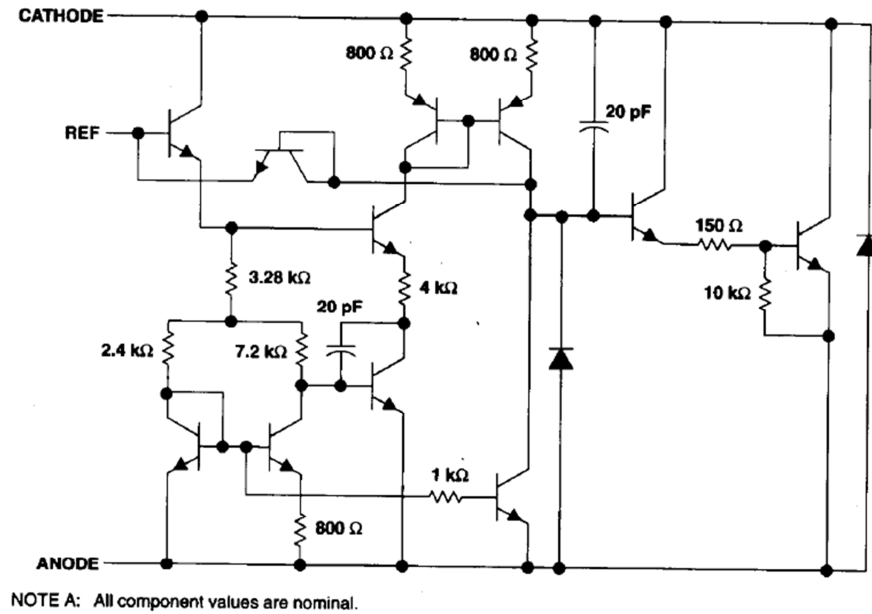 CATHODE
800 Ω
800 Ω
20 pF
REF
150 Ω
3.28 kΩ
4 kΩ
10 kΩ
20 pF
2.4 kΩ
7.2 kΩ
1 kΩ
800 Ω
ANODE
NOTE A: All component values are nominal.